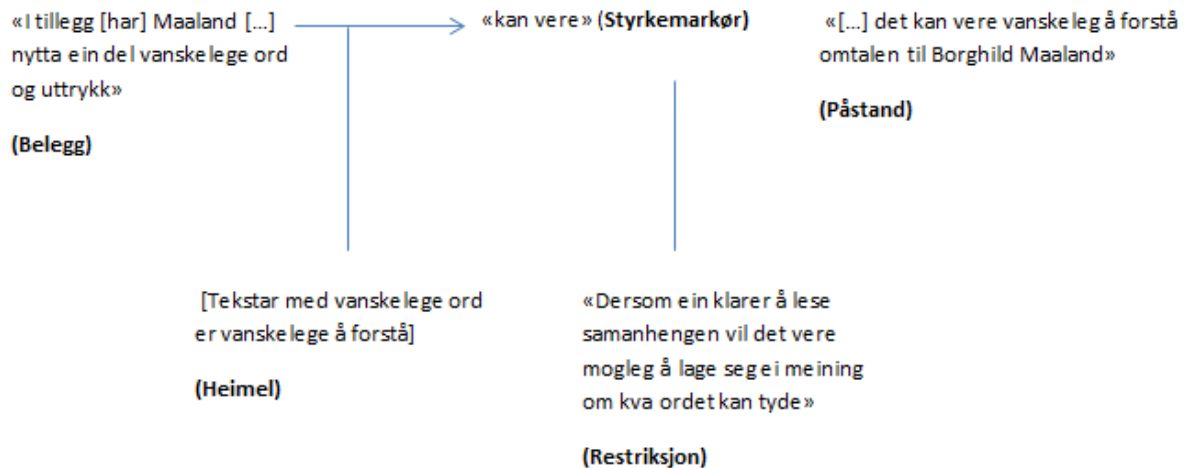 «I tillegg [har] Maaland […]
nytta ein del vanskelege ord
og uttrykk»
(Belegg)
«kan vere» (Styrkemarkør)
«[…] det kan vere vanskeleg å forstå
omtalen til Borghild Maaland»
(Påstand)
[Tekstar med vanskelege ord
er vanskelege å forstå]
(Heimel)
«Dersom ein klarer å lese
samanhengen vil det vere
mogleg å lage seg ei meining
om kva ordet kan tyde»
(Restriksjon)